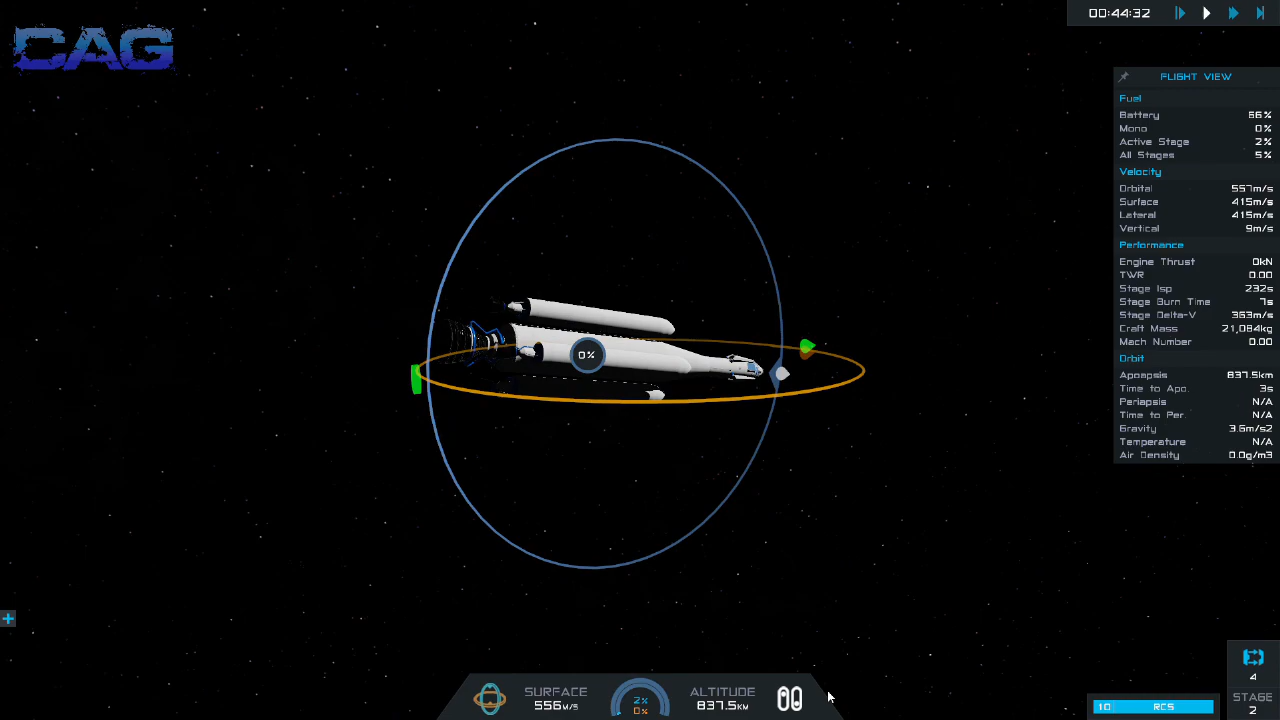 CAG
00:44:32
FLIGHT VIEW
Fuel
Battery 66%
Mono 0%
Active Stage 2%
All Stages 5%
Velocity
Orbital 557m/s
Surface 415m/s
Lateral 415m/s
Vertical 9m/s
Performance
Engine Thrust 0kN
TWR 0.00
Stage Isp 232s
Stage Burn Time 7s
Stage Delta-V 363m/s
Craft Mass 21,084kg
Mach Number 0.00
Orbit
Apoapsis 837.5km
Time to Apo. 3s
Periapsis N/A
Time to Per. N/A
Gravity 3.6m/s2
Temperature N/A
Air Density 0.0g/m3
0%
SURFACE
556M/S
2%
0%
ALTITUDE
837.5KM
4
STAGE
2
10 RCS